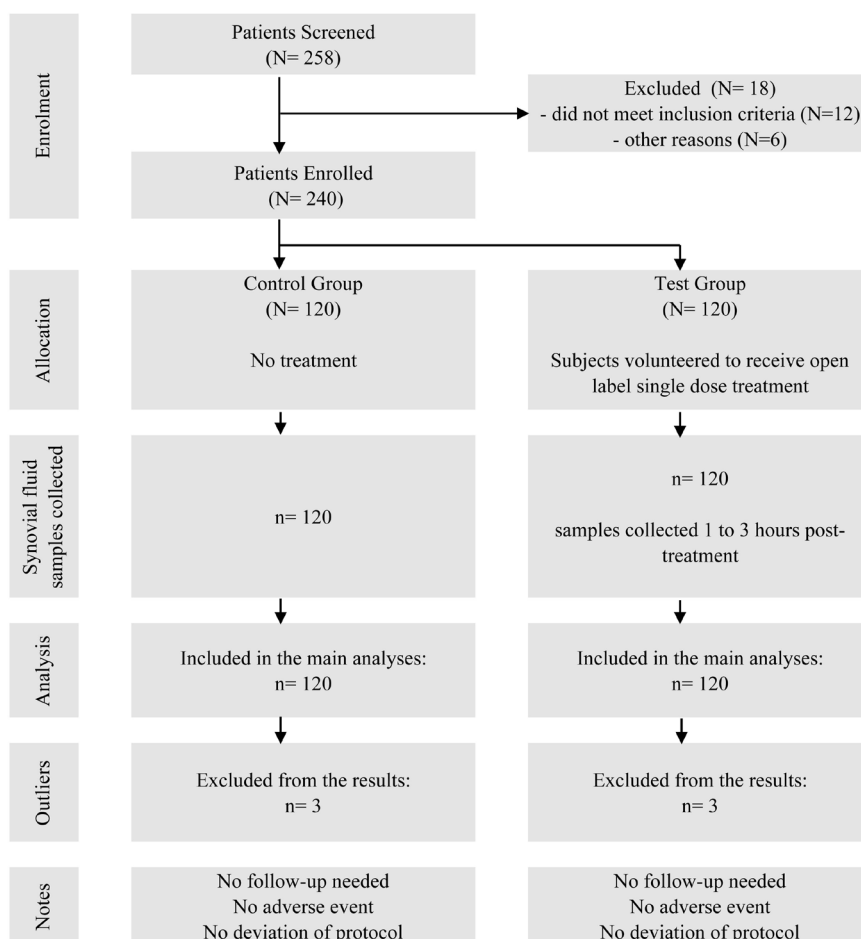 Enrolment
Patients Screened
(N= 258)
Excluded (N= 18)
- did not meet inclusion criteria (N=12)
- other reasons (N=6)
Patients Enrolled
(N= 240)
Allocation
Control Group
(N= 120)
No treatment
Test Group
(N= 120)
Subjects volunteered to receive open
label single dose treatment
Synovial fluid
samples collected
n= 120
n= 120
samples collected 1 to 3 hours post-
treatment
Analysis
Included in the main analyses:
n= 120
Included in the main analyses:
n= 120
Outliers
Excluded from the results:
n= 3
Excluded from the results:
n= 3
Notes
No follow-up needed
No adverse event
No deviation of protocol
No follow-up needed
No adverse event
No deviation of protocol